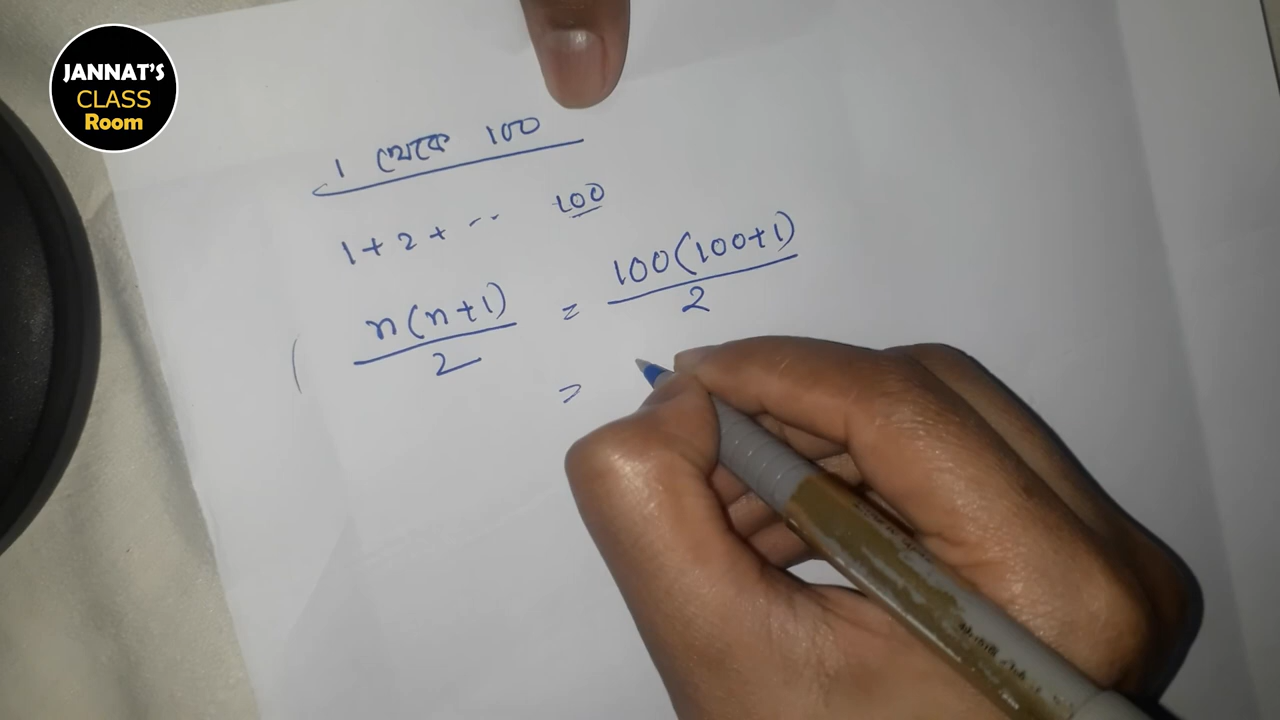 JANNAT'S
CLASS
Room
1 থেকে 100
1 + 2 + ... 100
n(n+1)/2 = 100(100+1)/2
=